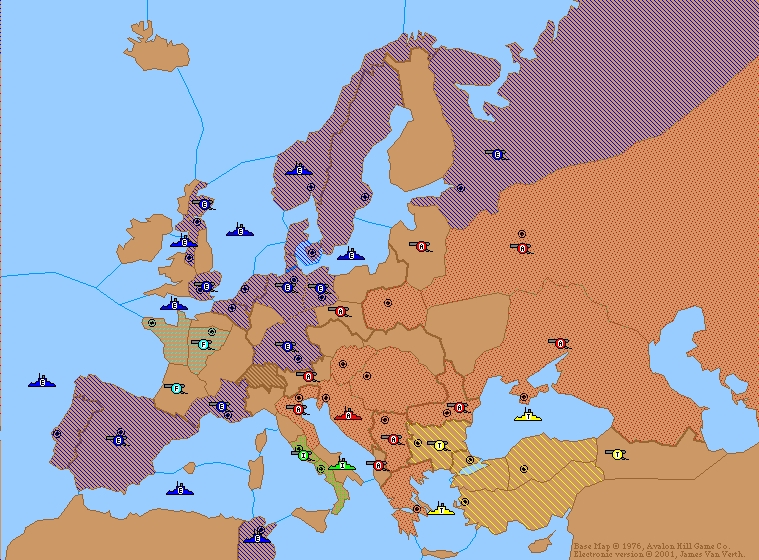 Base Map © 1976, Avalon Hill Game Co.
Electronic version © 2001, James Van Verth.